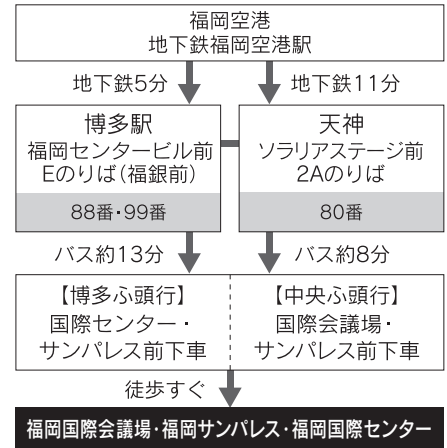 福岡空港
地下鉄福岡空港駅
地下鉄5分
地下鉄11分
博多駅
福岡センタービル前
Eのりば(福銀前)
88番・99番
天神
ソラリアステージ前
2Aのりば
80番
バス約13分
バス約8分
【博多ふ頭行】
国際センター・
サンパレス前下車
【中央ふ頭行】
国際会議場・
サンパレス前下車
徒歩すぐ
福岡国際会議場・福岡サンパレス・福岡国際センター